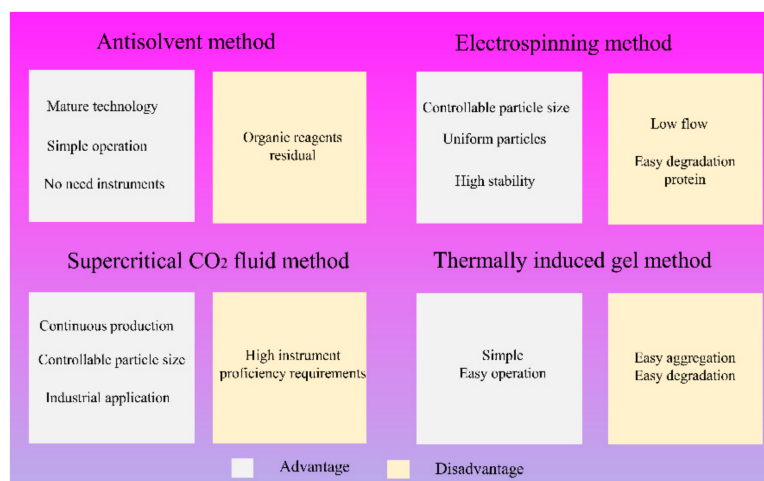 Antisolvent method
Mature technology
Simple operation
No need instruments
Organic reagents
residual
Electrospinning method
Controllable particle size
Uniform particles
High stability
Low flow
Easy degradation
protein
Supercritical CO₂ fluid method
Continuous production
Controllable particle size
Industrial application
High instrument
proficiency requirements
Thermally induced gel method
Simple
Easy operation
Easy aggregation
Easy degradation
Advantage
Disadvantage